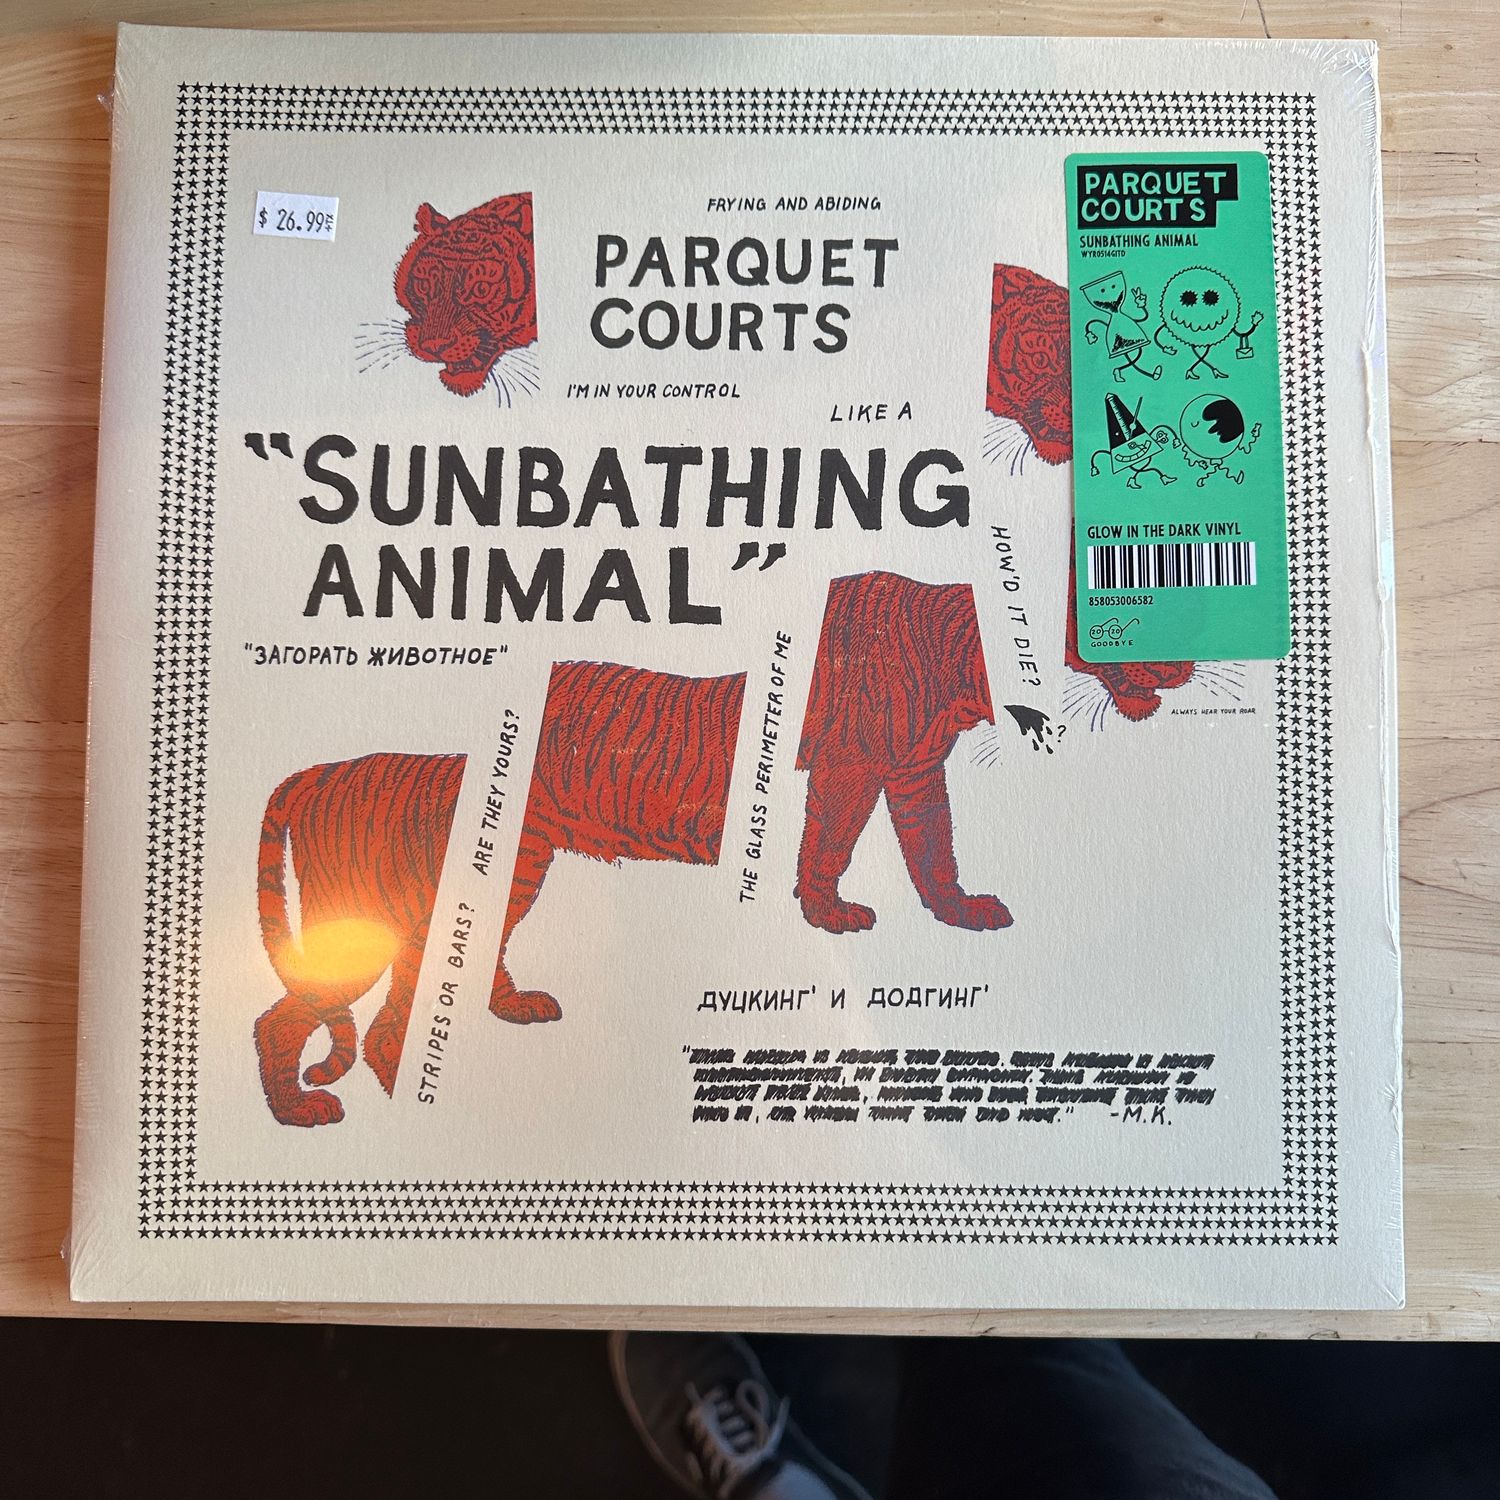 $ 26.99
FRYING AND ABIDING
PARQUET
COURTS
I'M IN YOUR CONTROL
LIKE A
"SUNBATHING
ANIMAL"
"ЗАГОРАТЬ ЖИВОТНОЕ"
HOW'D IT DIE?
?
STRIPES OR BARS? ARE THEY YOURS?
THE GLASS PERIMETER OF ME
ALWAYS HEAR YOUR ROAR
ДУЦКИНГ' И ДОДГИНГ'
-M.K.
PARQUET
COURTS
SUNBATHING ANIMAL
WYR0514GITD
GLOW IN THE DARK VINYL
858053006582
2020
GOODBYE